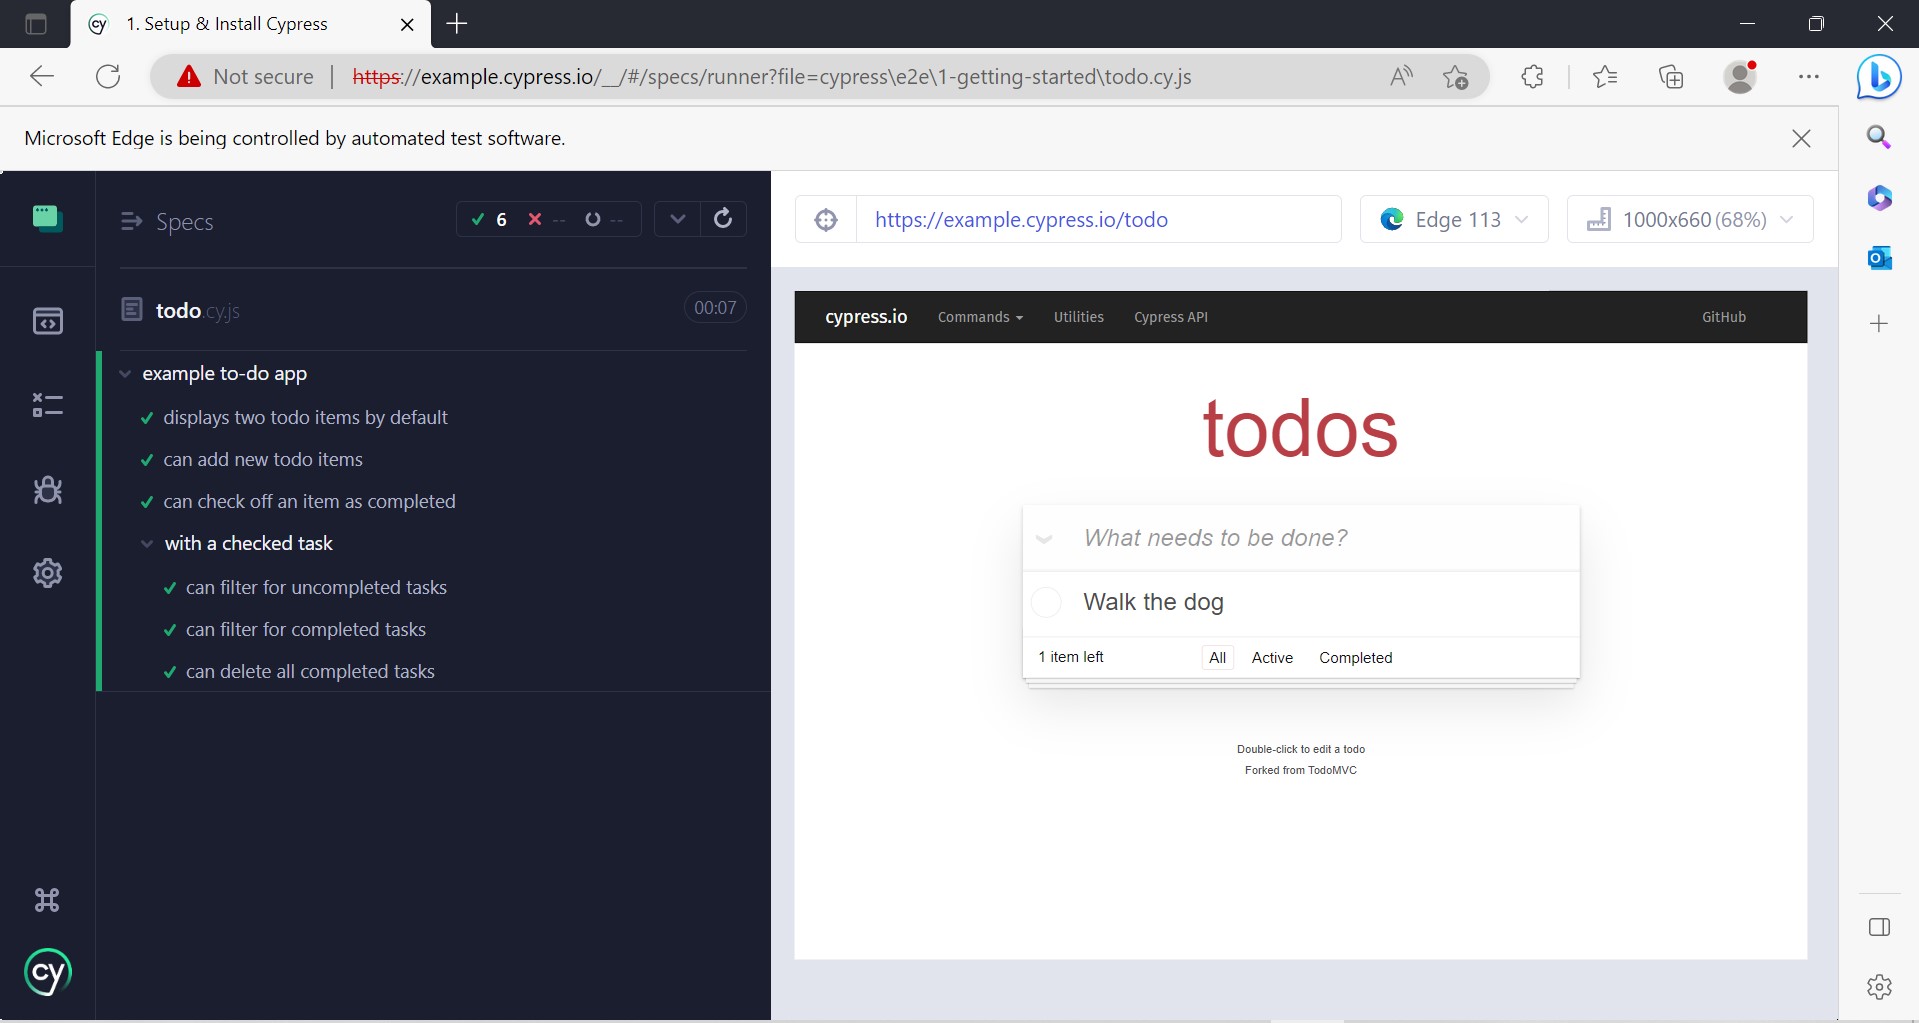 1. Setup & Install Cypress
Not secure
https://example.cypress.io/__/#/specs/runner?file=cypress\e2e\1-getting-started\todo.cy.js
Microsoft Edge is being controlled by automated test software.
Specs
6 -- --
todo.cy.js
00:07
example to-do app
displays two todo items by default
can add new todo items
can check off an item as completed
with a checked task
can filter for uncompleted tasks
can filter for completed tasks
can delete all completed tasks
cy
https://example.cypress.io/todo
Edge 113
1000x660 (68%)
cypress.io Commands Utilities Cypress API GitHub
todos
What needs to be done?
Walk the dog
1 item left All Active Completed
Double-click to edit a todo
Forked from TodoMVC